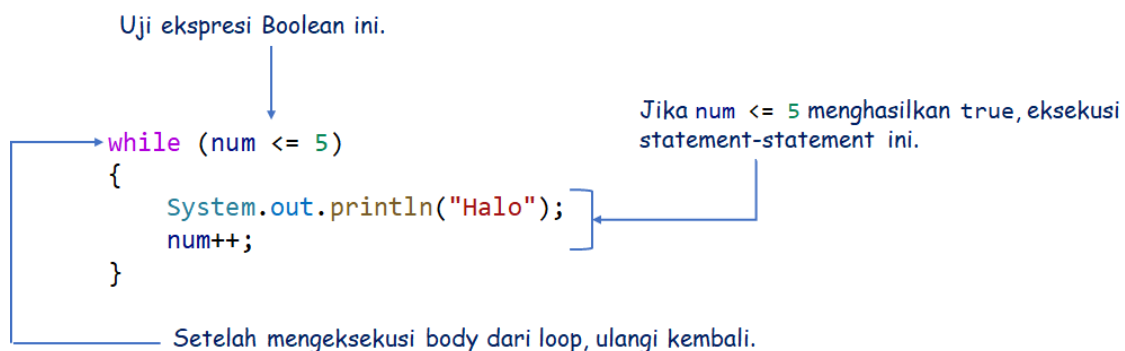 Uji ekspresi Boolean ini.
Jika num <= 5 menghasilkan true, eksekusi
statement-statement ini.
while (num <= 5)
{
System.out.println("Halo");
num++;
}
Setelah mengeksekusi body dari loop, ulangi kembali.